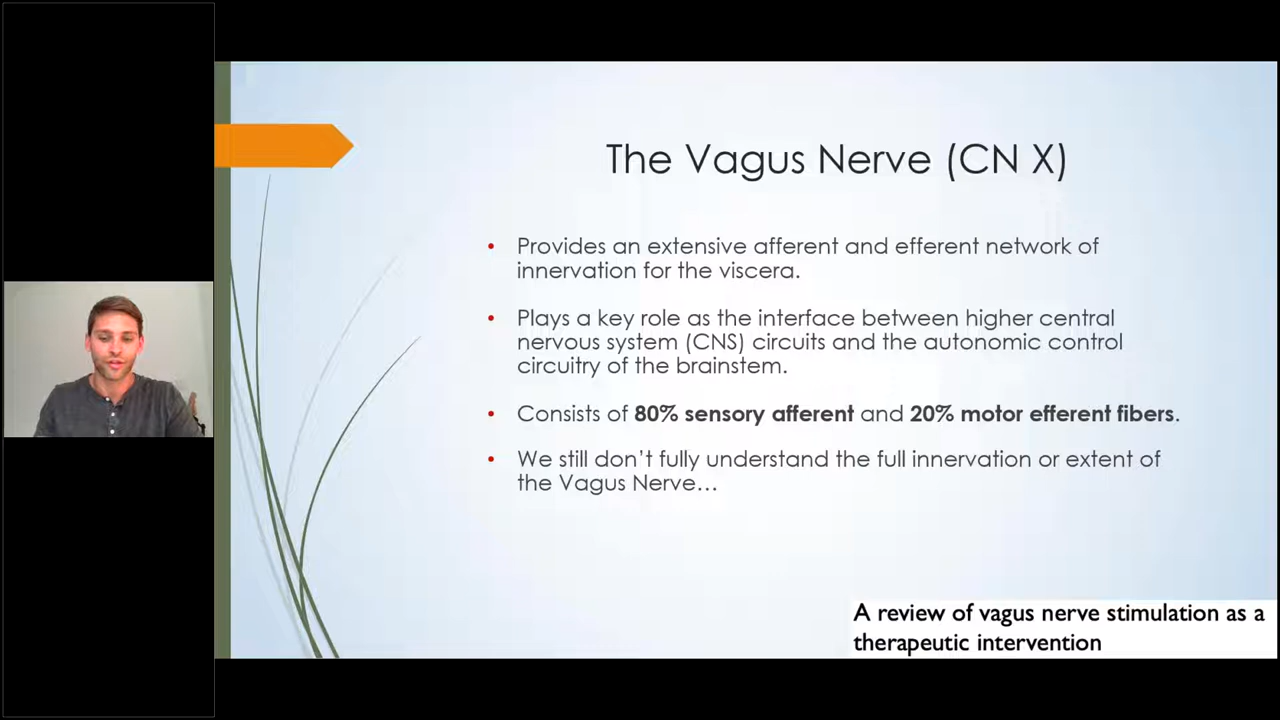 The Vagus Nerve (CN X)
• Provides an extensive afferent and efferent network of
innervation for the viscera.
• Plays a key role as the interface between higher central
nervous system (CNS) circuits and the autonomic control
circuitry of the brainstem.
• Consists of 80% sensory afferent and 20% motor efferent fibers.
• We still don’t fully understand the full innervation or extent of
the Vagus Nerve…
A review of vagus nerve stimulation as a
therapeutic intervention